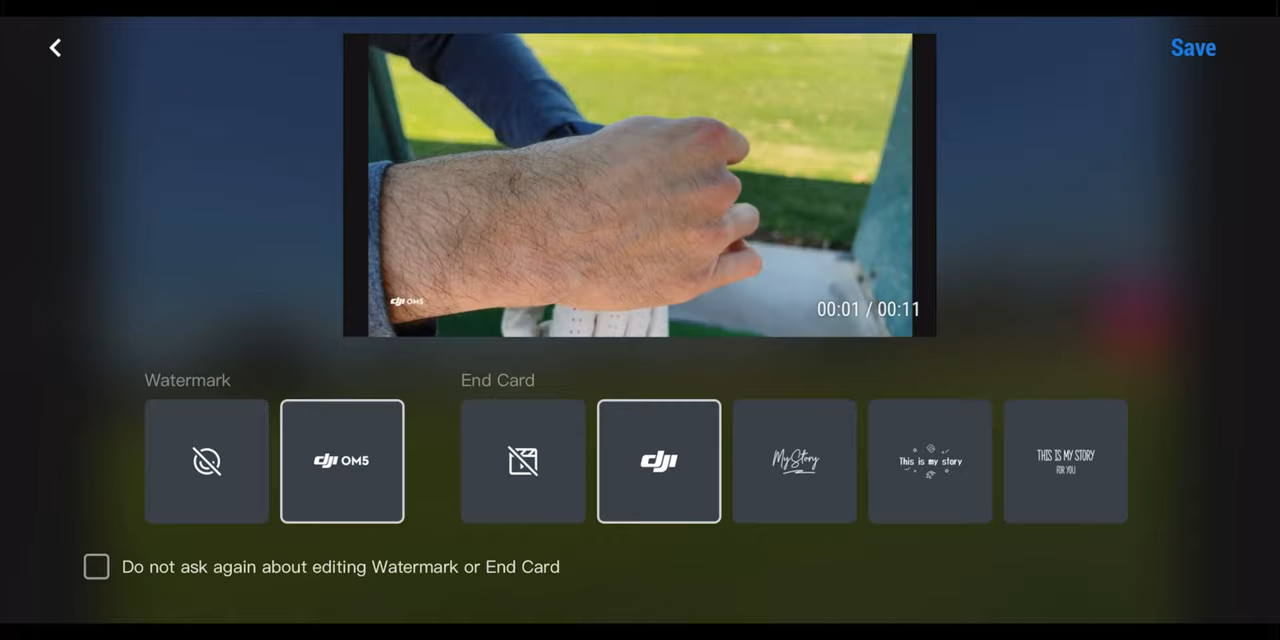 Save
dji OM5
00:01 / 00:11
Watermark
End Card
dji OM5
dji
MyStory
This is my story
THIS IS MY STORY
FOR YOU
Do not ask again about editing Watermark or End Card